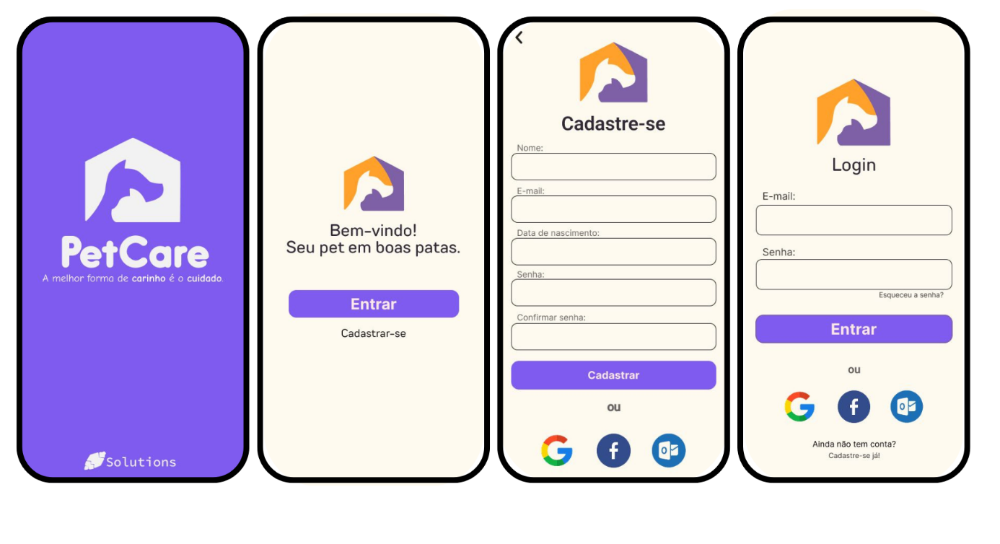 PetCare
A melhor forma de carinho é o cuidado.
Solutions
Bem-vindo!
Seu pet em boas patas.
Entrar
Cadastrar-se
Cadastre-se
Nome:
E-mail:
Data de nascimento:
Senha:
Confirmar senha:
Cadastrar
ou
Login
E-mail:
Senha:
Esqueceu a senha?
Entrar
ou
Ainda não tem conta?
Cadastre-se já!